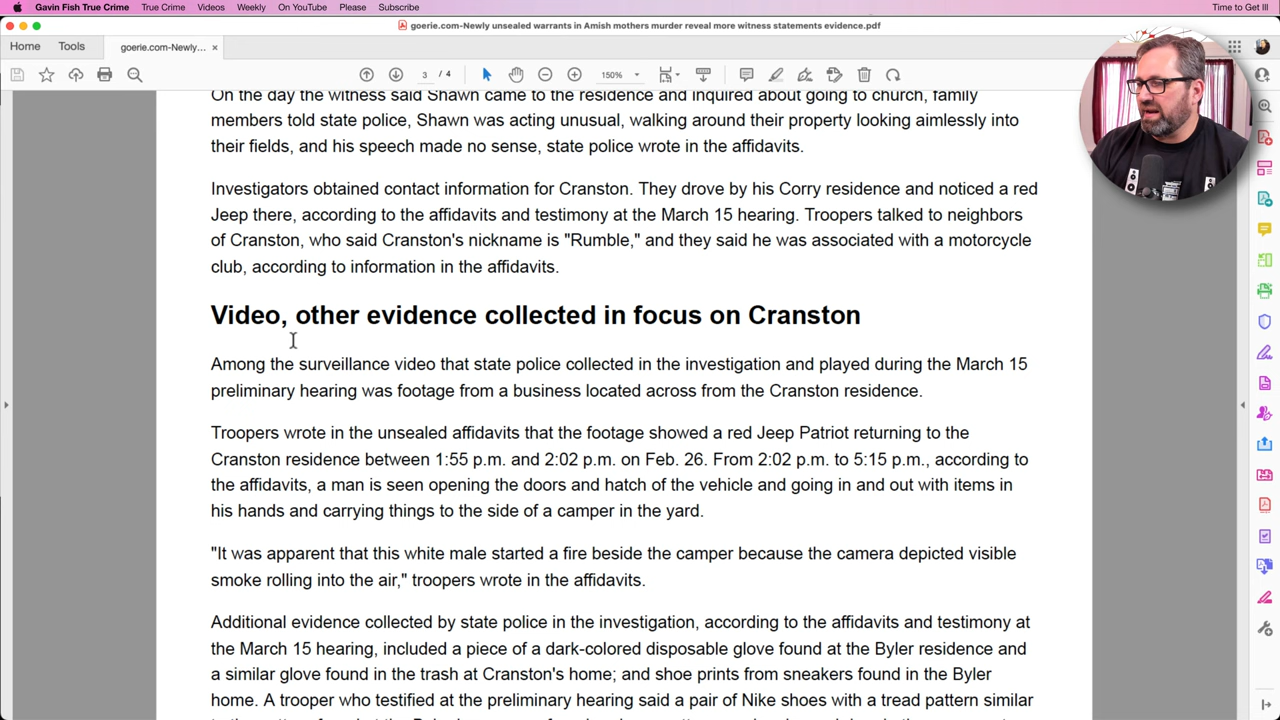 Gavin Fish True Crime True Crime Videos Weekly On YouTube Please Subscribe Time to Get Ill
goerie.com-Newly unsealed warrants in Amish mothers murder reveal more witness statements evidence.pdf
Home Tools goerie.com-Newly... ×
3 / 4 150%
On the day the witness said Shawn came to the residence and inquired about going to church, family
members told state police, Shawn was acting unusual, walking around their property looking aimlessly into
their fields, and his speech made no sense, state police wrote in the affidavits.
Investigators obtained contact information for Cranston. They drove by his Corry residence and noticed a red
Jeep there, according to the affidavits and testimony at the March 15 hearing. Troopers talked to neighbors
of Cranston, who said Cranston's nickname is "Rumble," and they said he was associated with a motorcycle
club, according to information in the affidavits.
Video, other evidence collected in focus on Cranston
Among the surveillance video that state police collected in the investigation and played during the March 15
preliminary hearing was footage from a business located across from the Cranston residence.
Troopers wrote in the unsealed affidavits that the footage showed a red Jeep Patriot returning to the
Cranston residence between 1:55 p.m. and 2:02 p.m. on Feb. 26. From 2:02 p.m. to 5:15 p.m., according to
the affidavits, a man is seen opening the doors and hatch of the vehicle and going in and out with items in
his hands and carrying things to the side of a camper in the yard.
"It was apparent that this white male started a fire beside the camper because the camera depicted visible
smoke rolling into the air," troopers wrote in the affidavits.
Additional evidence collected by state police in the investigation, according to the affidavits and testimony at
the March 15 hearing, included a piece of a dark-colored disposable glove found at the Byler residence and
a similar glove found in the trash at Cranston's home; and shoe prints from sneakers found in the Byler
home. A trooper who testified at the preliminary hearing said a pair of Nike shoes with a tread pattern similar